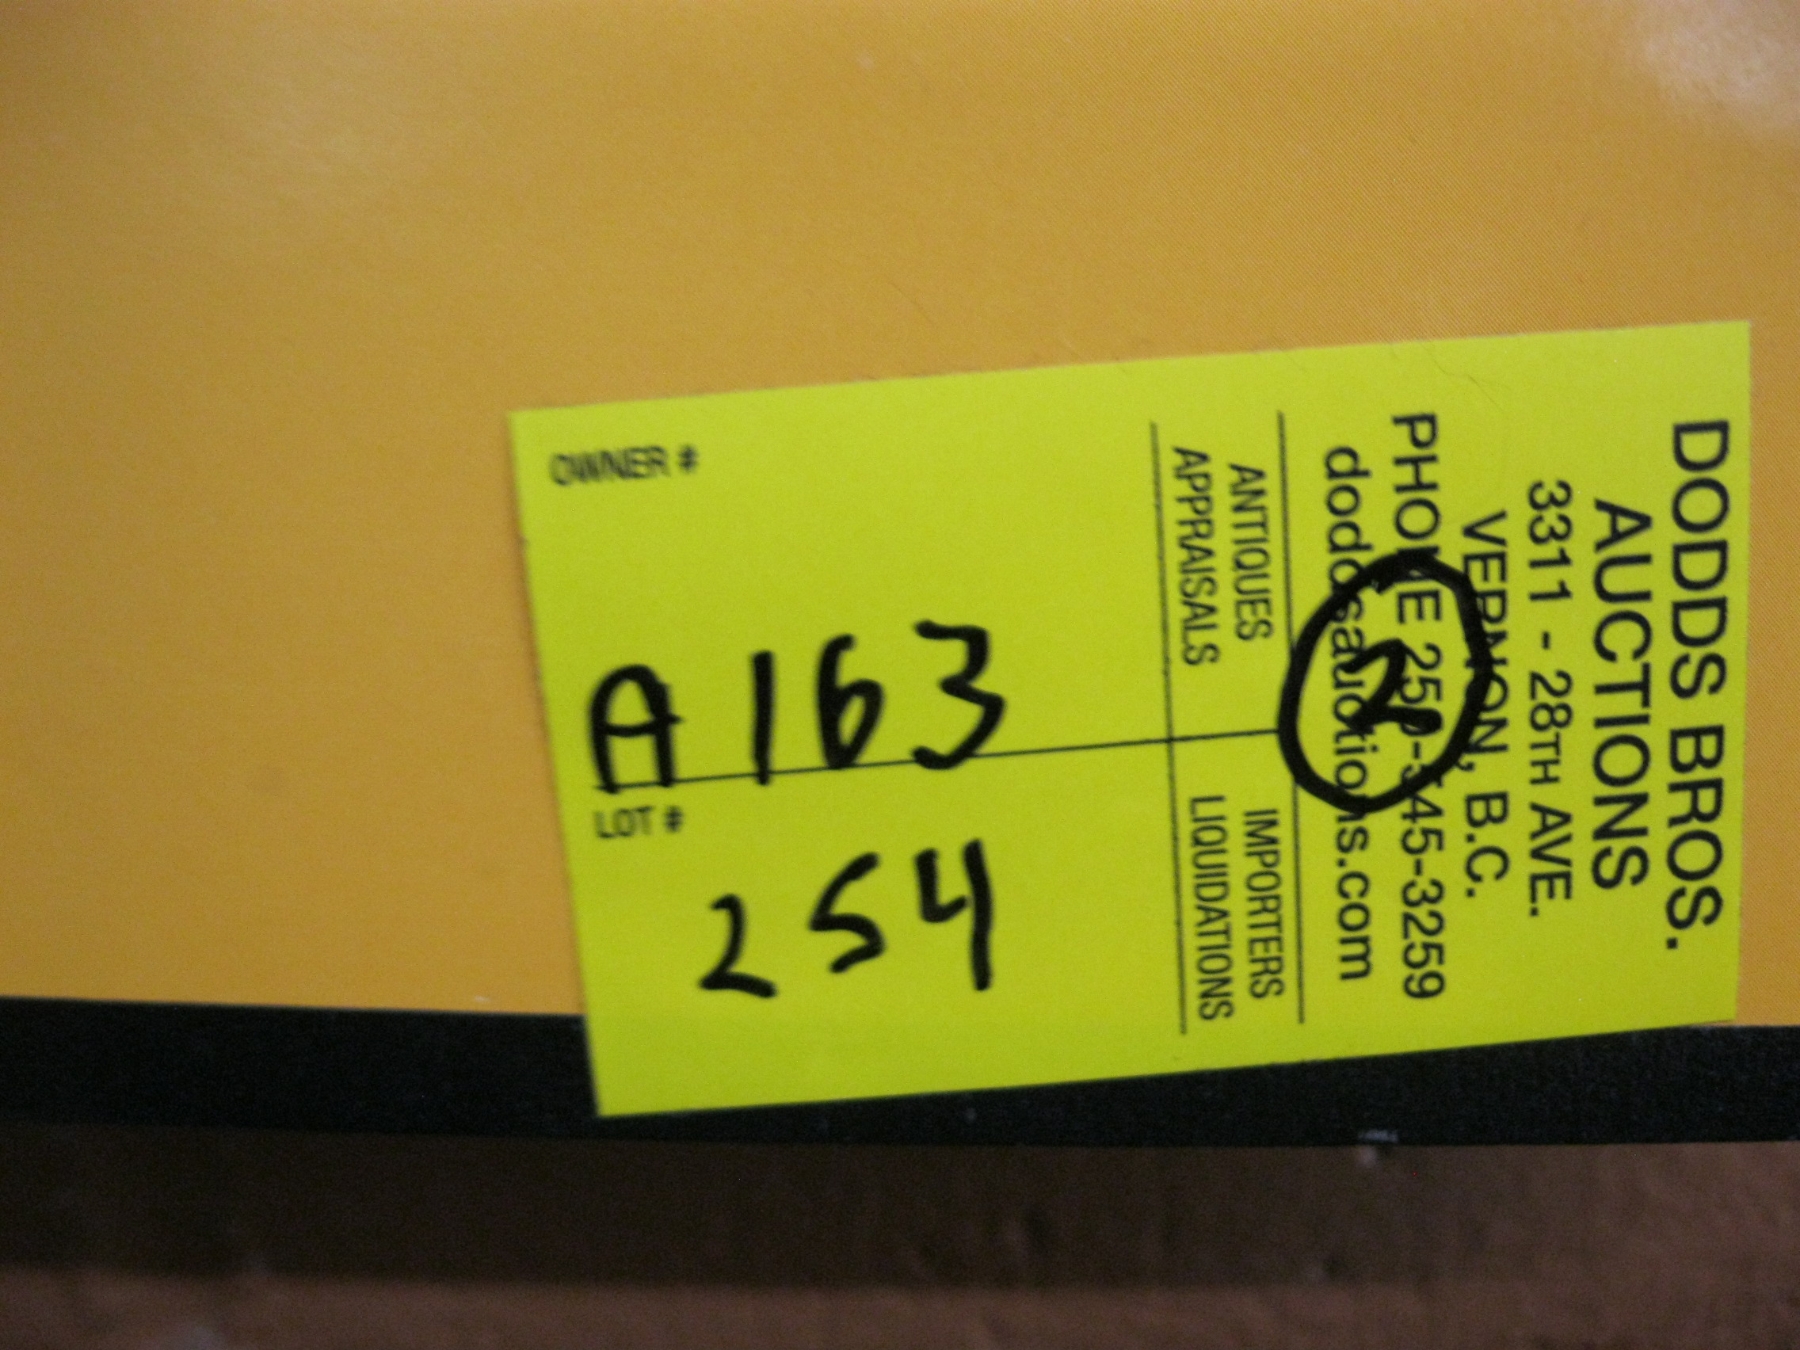 DODDS BROS.
AUCTIONS
3311 - 28TH AVE.
VERNON, B.C.
PHONE 250-545-3259
doddsauctions.com
2
ANTIQUES
APPRAISALS
IMPORTERS
LIQUIDATIONS
OWNER #
A163
LOT #
254